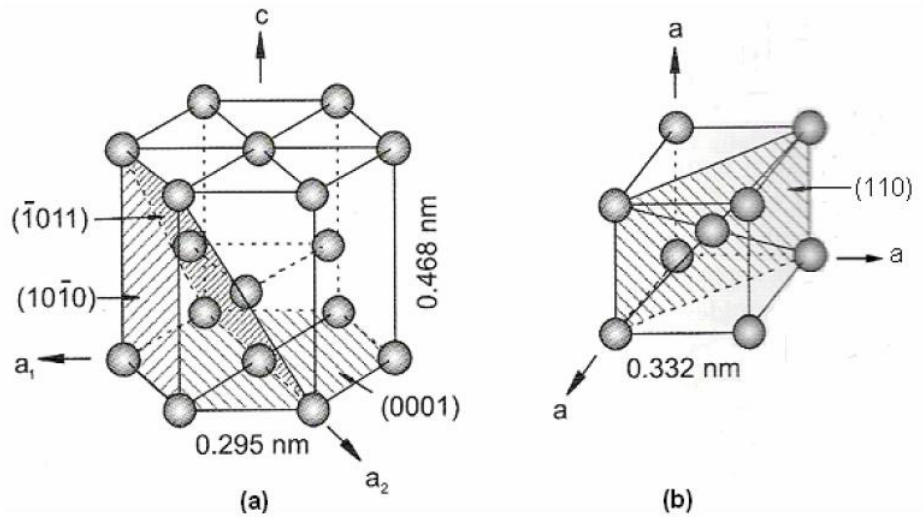 c
(1̄011)
(101̄0)
0.468 nm
a₁
(0001)
0.295 nm
a₂
(a)
a
(110)
a
0.332 nm
a
(b)